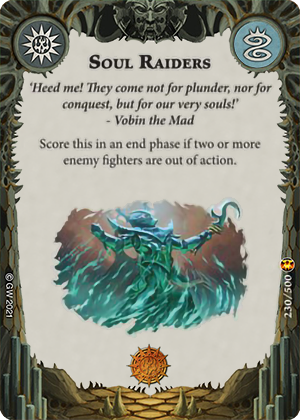 SOUL RAIDERS
‘Heed me! They come not for plunder, nor for
conquest, but for our very souls!’
- Vobin the Mad
Score this in an end phase if two or more
enemy fighters are out of action.
© GW 2021
230/500